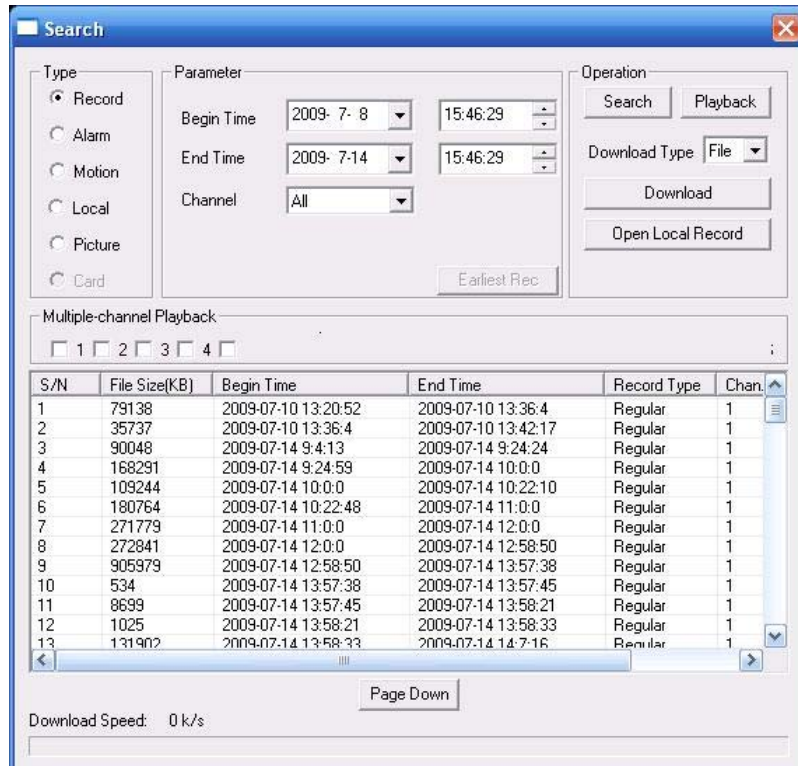 Search
Type
Record
Alarm
Motion
Local
Picture
Card
Parameter
Begin Time 2009- 7- 8 15:46:29
End Time 2009- 7-14 15:46:29
Channel All
Earliest Rec
Operation
Search Playback
Download Type File
Download
Open Local Record
Multiple-channel Playback
1 2 3 4
S/N File Size(KB) Begin Time End Time Record Type Chan.
1 79138 2009-07-10 13:20:52 2009-07-10 13:36:4 Regular 1
2 35737 2009-07-10 13:36:4 2009-07-10 13:42:17 Regular 1
3 90048 2009-07-14 9:4:13 2009-07-14 9:24:24 Regular 1
4 168291 2009-07-14 9:24:59 2009-07-14 10:0:0 Regular 1
5 109244 2009-07-14 10:0:0 2009-07-14 10:22:10 Regular 1
6 180764 2009-07-14 10:22:48 2009-07-14 11:0:0 Regular 1
7 271779 2009-07-14 11:0:0 2009-07-14 12:0:0 Regular 1
8 272841 2009-07-14 12:0:0 2009-07-14 12:58:50 Regular 1
9 905979 2009-07-14 12:58:50 2009-07-14 13:57:38 Regular 1
10 534 2009-07-14 13:57:38 2009-07-14 13:57:45 Regular 1
11 8699 2009-07-14 13:57:45 2009-07-14 13:58:21 Regular 1
12 1025 2009-07-14 13:58:21 2009-07-14 13:58:33 Regular 1
13 131902 2009-07-14 13:58:33 2009-07-14 14:7:16 Regular 1
Page Down
Download Speed: 0 k/s